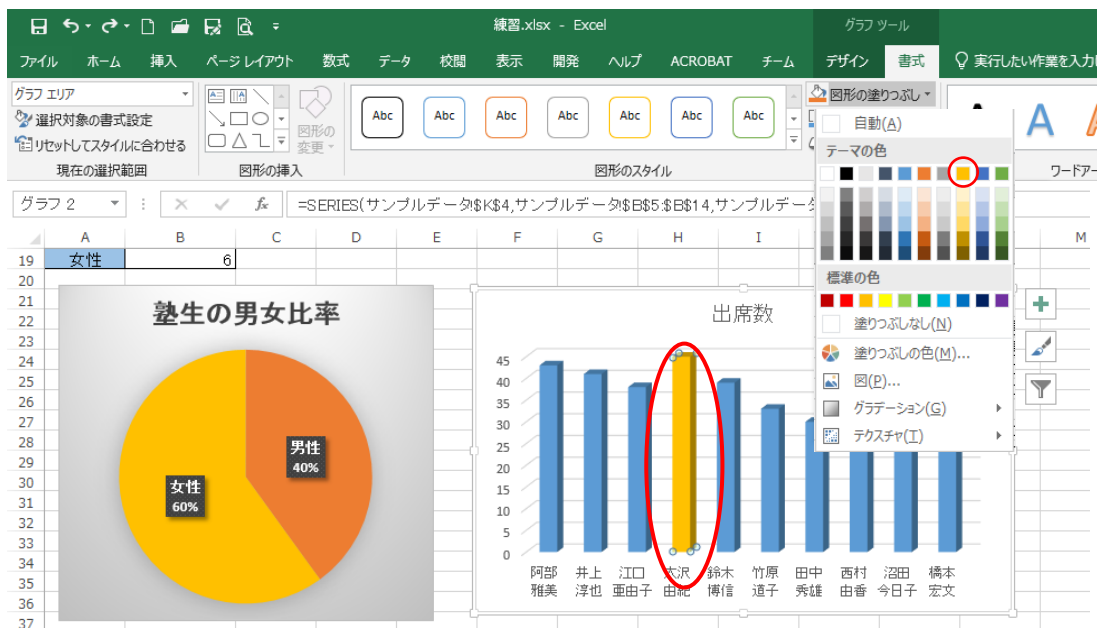 練習.xlsx - Excel
グラフ ツール
ファイル ホーム 挿入 ページ レイアウト 数式 データ 校閲 表示 開発 ヘルプ ACROBAT チーム デザイン 書式 実行したい作業を入力
グラフ エリア
選択対象の書式設定
リセットしてスタイルに合わせる
現在の選択範囲
図形の
変更
図形の挿入
Abc Abc Abc Abc Abc Abc Abc
図形のスタイル
図形の塗りつぶし
A A
ワードアー
自動(A)
テーマの色
標準の色
塗りつぶしなし(N)
塗りつぶしの色(M)...
図(P)...
グラデーション(G)
テクスチャ(T)
グラフ 2
fx
=SERIES(サンプルデータ!$K$4,サンプルデータ!$B$5:$B$14,サンプルデータ
A B C D E F G H I M
19 女性 6
20
21
22
23
24
25
26
27
28
29
30
31
32
33
34
35
36
37
塾生の男女比率
男性
40%
女性
60%
出席数
45
40
35
30
25
20
15
10
5
0
阿部 井上 江口 大沢 鈴木 竹原 田中 西村 沼田 橋本
雅美 淳也 亜由子 由紀 博信 道子 秀雄 由香 今日子 宏文